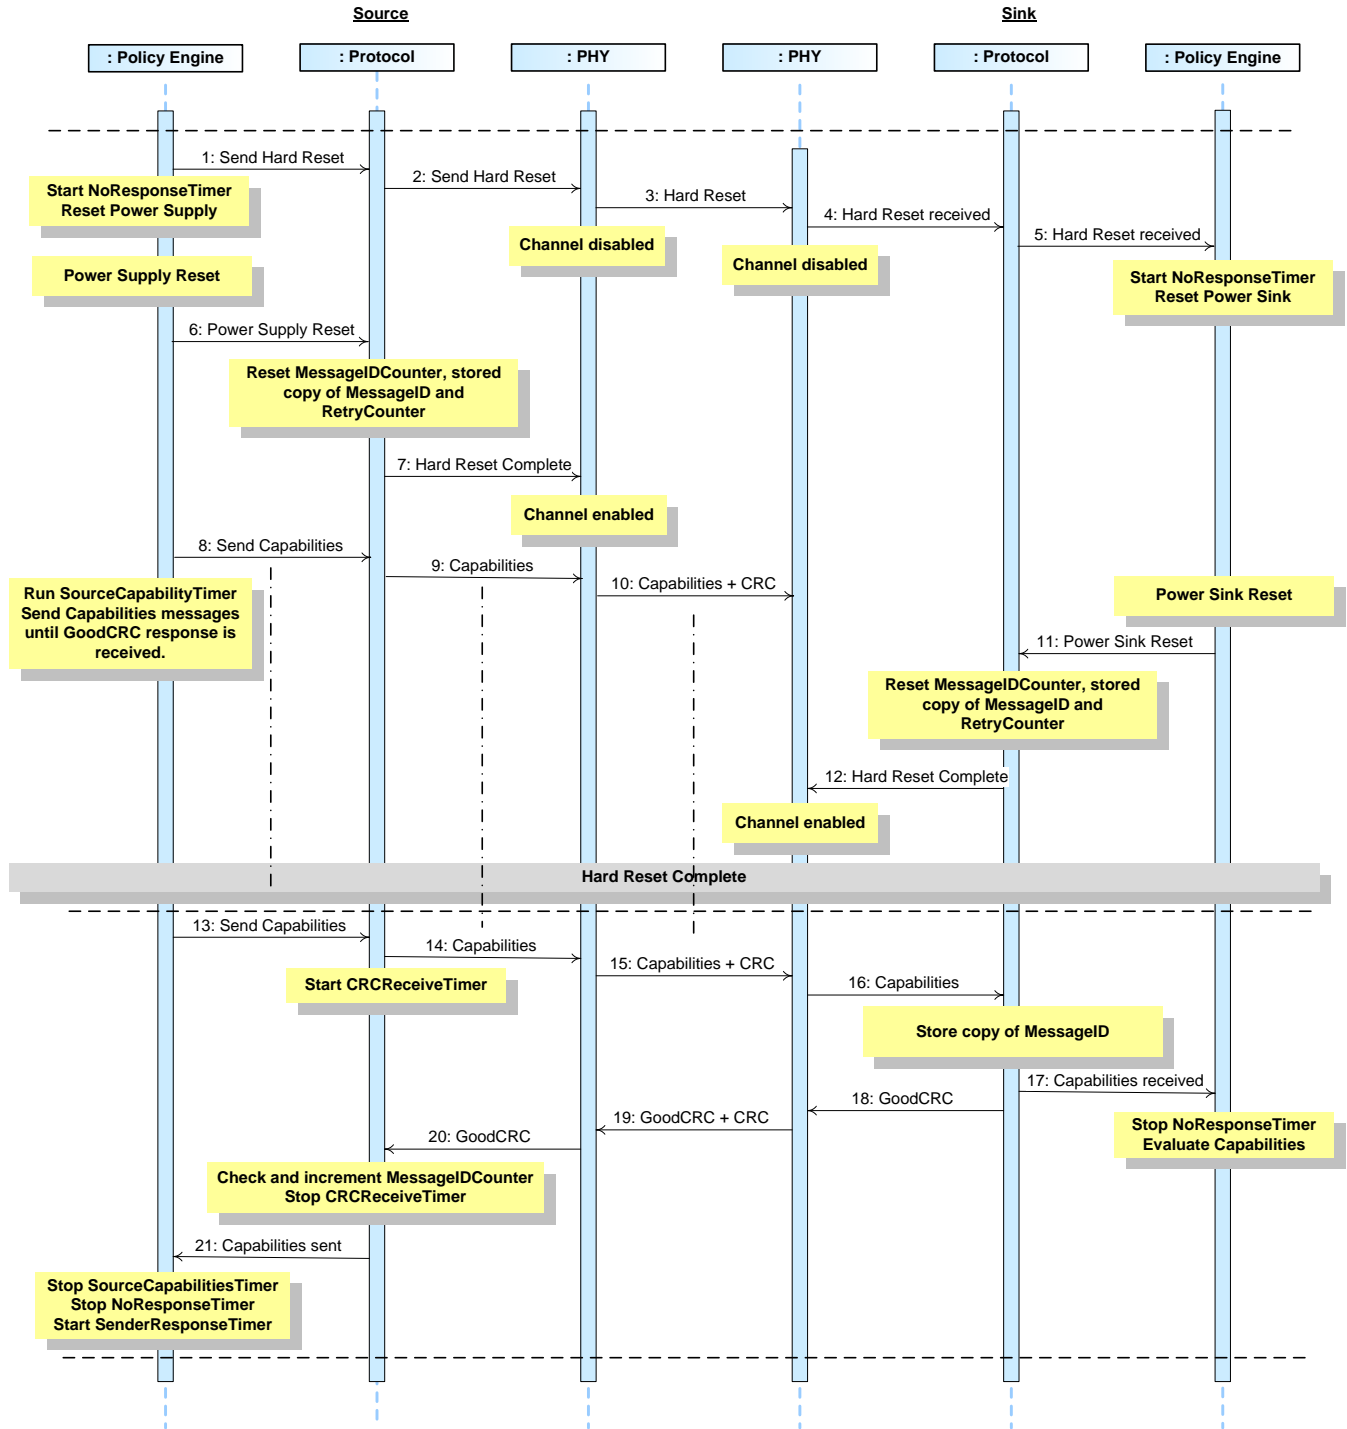 Source
Sink
: Policy Engine
: Protocol
: PHY
: PHY
: Protocol
: Policy Engine
1: Send Hard Reset
2: Send Hard Reset
Start NoResponseTimer
Reset Power Supply
3: Hard Reset
4: Hard Reset received
5: Hard Reset received
Channel disabled
Channel disabled
Power Supply Reset
Start NoResponseTimer
Reset Power Sink
6: Power Supply Reset
Reset MessageIDCounter, stored
copy of MessageID and
RetryCounter
7: Hard Reset Complete
Channel enabled
8: Send Capabilities
9: Capabilities
10: Capabilities + CRC
Run SourceCapabilityTimer
Send Capabilities messages
until GoodCRC response is
received.
Power Sink Reset
11: Power Sink Reset
Reset MessageIDCounter, stored
copy of MessageID and
RetryCounter
12: Hard Reset Complete
Channel enabled
Hard Reset Complete
13: Send Capabilities
14: Capabilities
15: Capabilities + CRC
Start CRCReceiveTimer
16: Capabilities
Store copy of MessageID
17: Capabilities received
18: GoodCRC
19: GoodCRC + CRC
20: GoodCRC
Stop NoResponseTimer
Evaluate Capabilities
Check and increment MessageIDCounter
Stop CRCReceiveTimer
21: Capabilities sent
Stop SourceCapabilitiesTimer
Stop NoResponseTimer
Start SenderResponseTimer